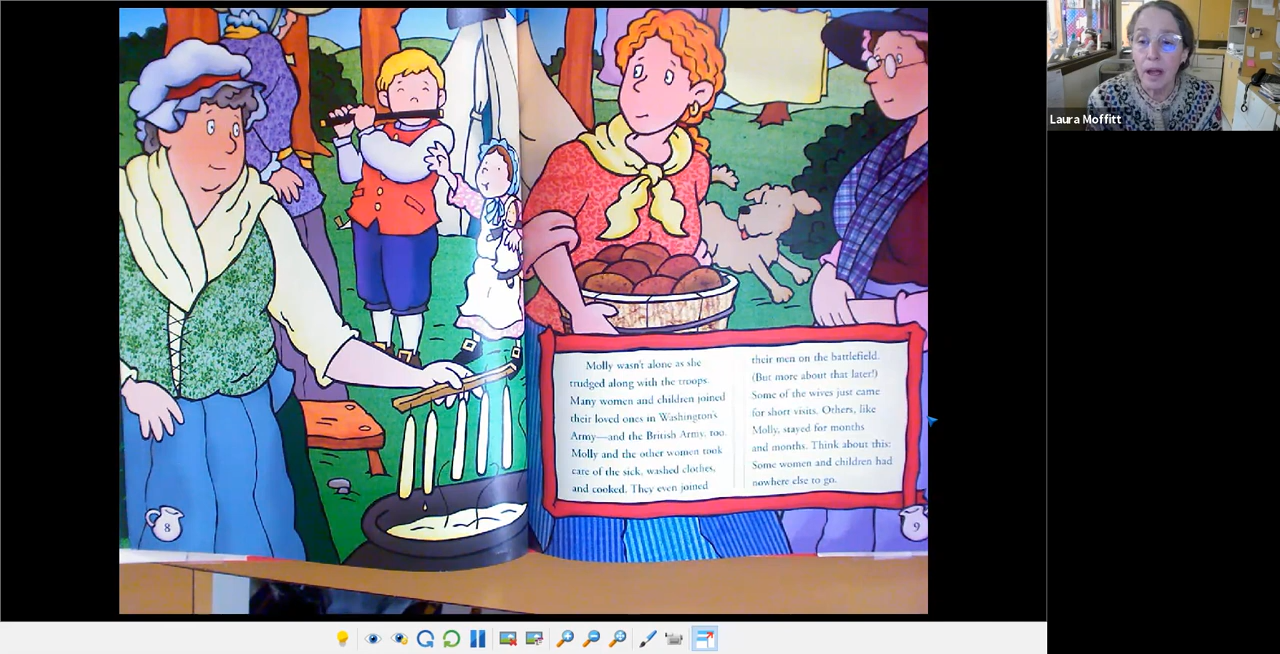 Laura Moffitt
Molly wasn't alone as she
trudged along with the troops.
Many women and children joined
their loved ones in Washington's
Army—and the British Army, too.
Molly and the other women took
care of the sick, washed clothes,
and cooked. They even joined
their men on the battlefield.
(But more about that later!)
Some of the wives just came
for short visits. Others, like
Molly, stayed for months
and months. Think about this:
Some women and children had
nowhere else to go.
8
9